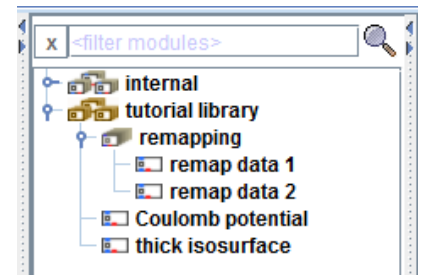 x <filter modules>
internal
tutorial library
remapping
remap data 1
remap data 2
Coulomb potential
thick isosurface